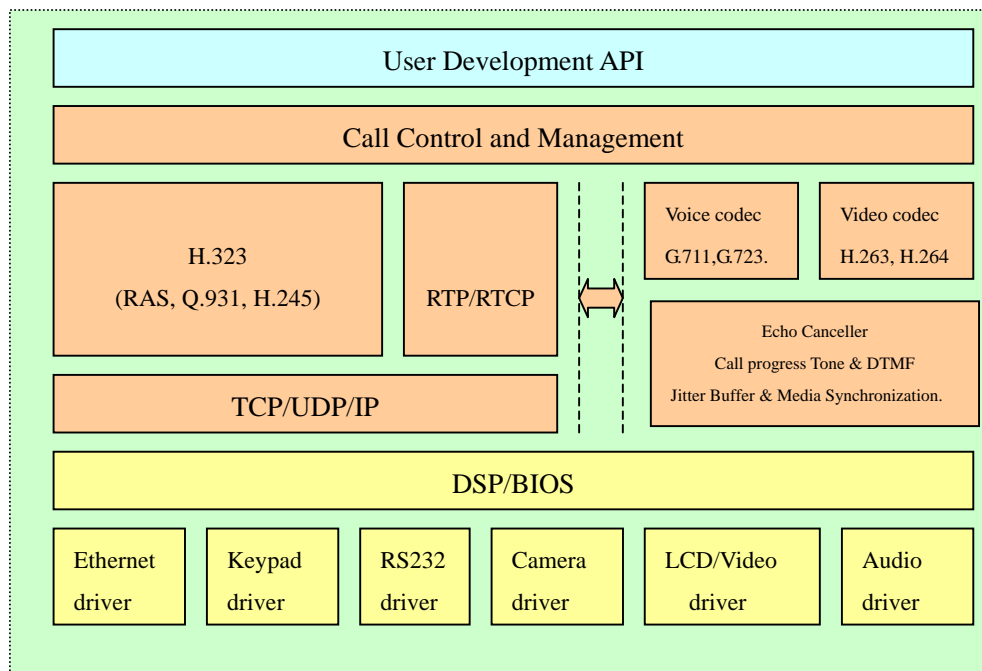 User Development API
Call Control and Management
H.323
(RAS, Q.931, H.245)
RTP/RTCP
Voice codec
G.711,G.723.
Video codec
H.263, H.264
Echo Canceller
Call progress Tone & DTMF
Jitter Buffer & Media Synchronization.
TCP/UDP/IP
DSP/BIOS
Ethernet
driver
Keypad
driver
RS232
driver
Camera
driver
LCD/Video
driver
Audio
driver